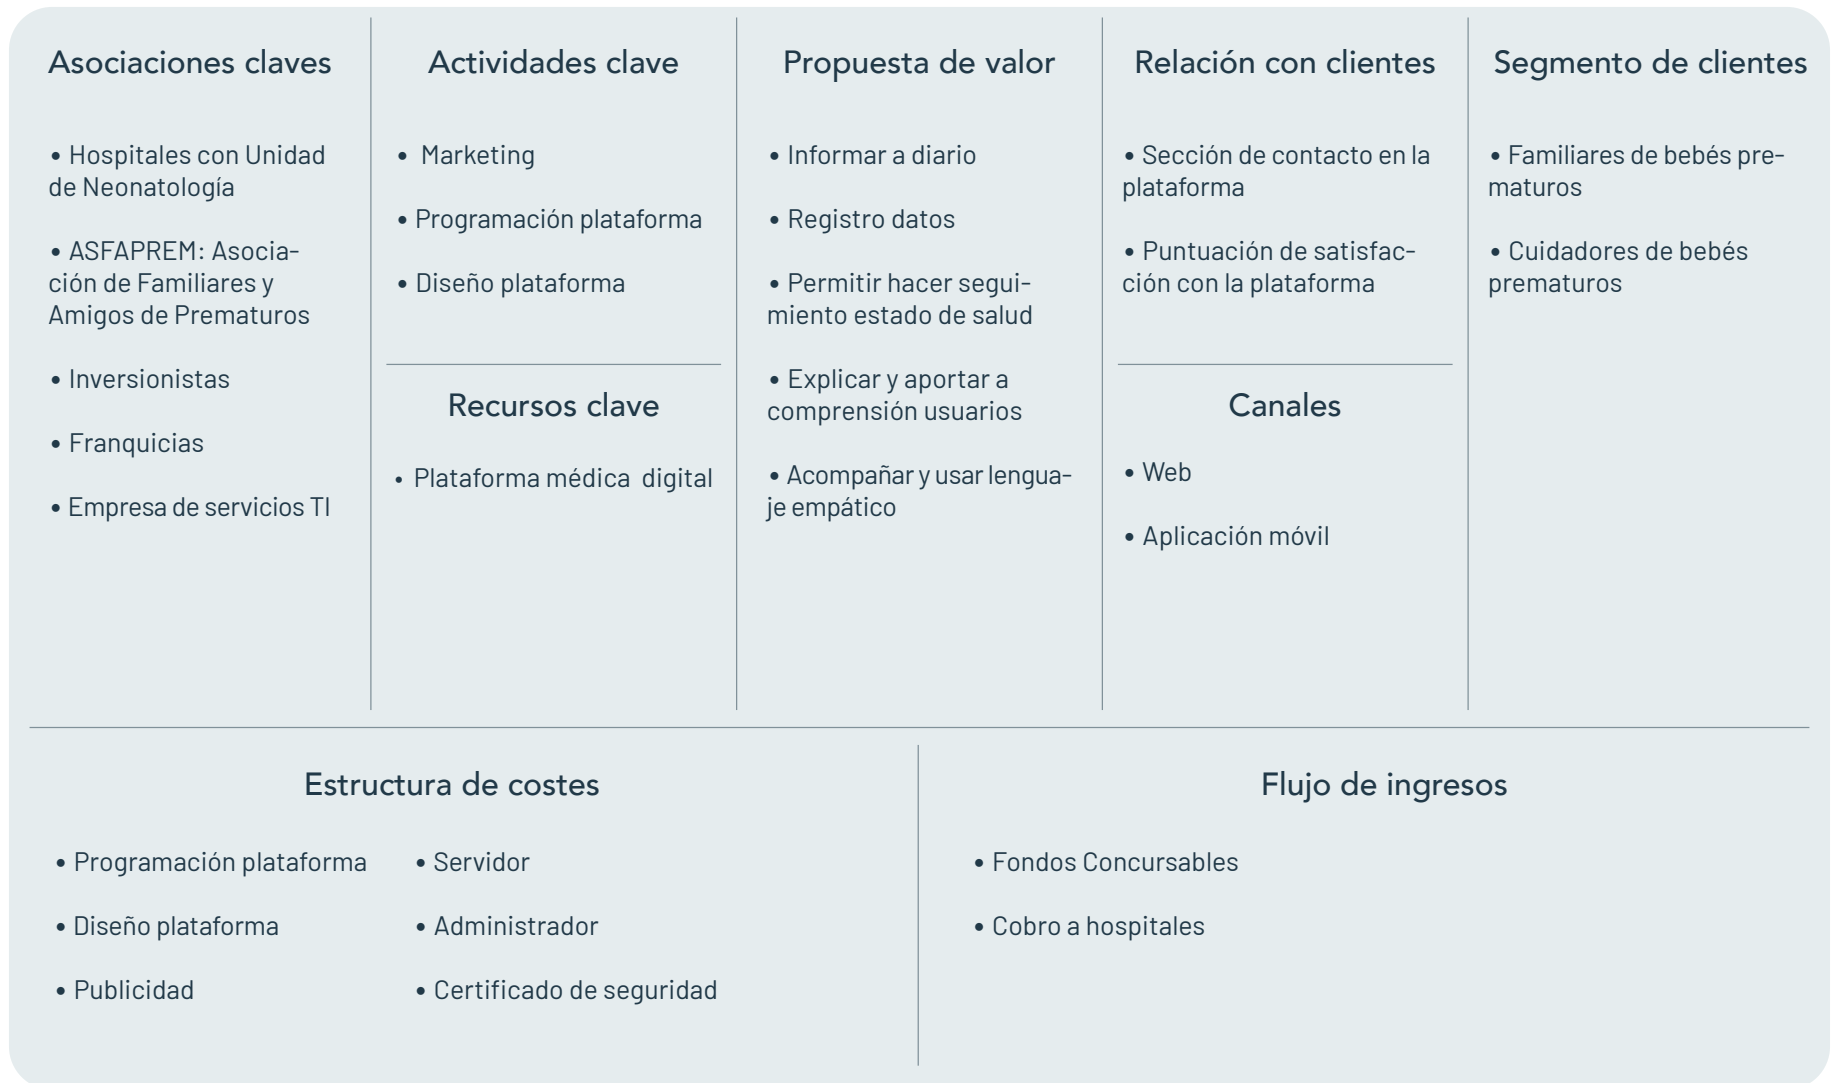 Asociaciones claves
• Hospitales con Unidad
de Neonatología
• ASFAPREM: Asocia-
ción de Familiares y
Amigos de Prematuros
• Inversionistas
• Franquicias
• Empresa de servicios TI
Actividades clave
• Marketing
• Programación plataforma
• Diseño plataforma
Recursos clave
• Plataforma médica digital
Propuesta de valor
• Informar a diario
• Registro datos
• Permitir hacer segui-
miento estado de salud
• Explicar y aportar a
comprensión usuarios
• Acompañar y usar lengua-
je empático
Relación con clientes
• Sección de contacto en la
plataforma
• Puntuación de satisfac-
ción con la plataforma
Canales
• Web
• Aplicación móvil
Segmento de clientes
• Familiares de bebés pre-
maturos
• Cuidadores de bebés
prematuros
Estructura de costes
• Programación plataforma
• Diseño plataforma
• Publicidad
• Servidor
• Administrador
• Certificado de seguridad
Flujo de ingresos
• Fondos Concursables
• Cobro a hospitales